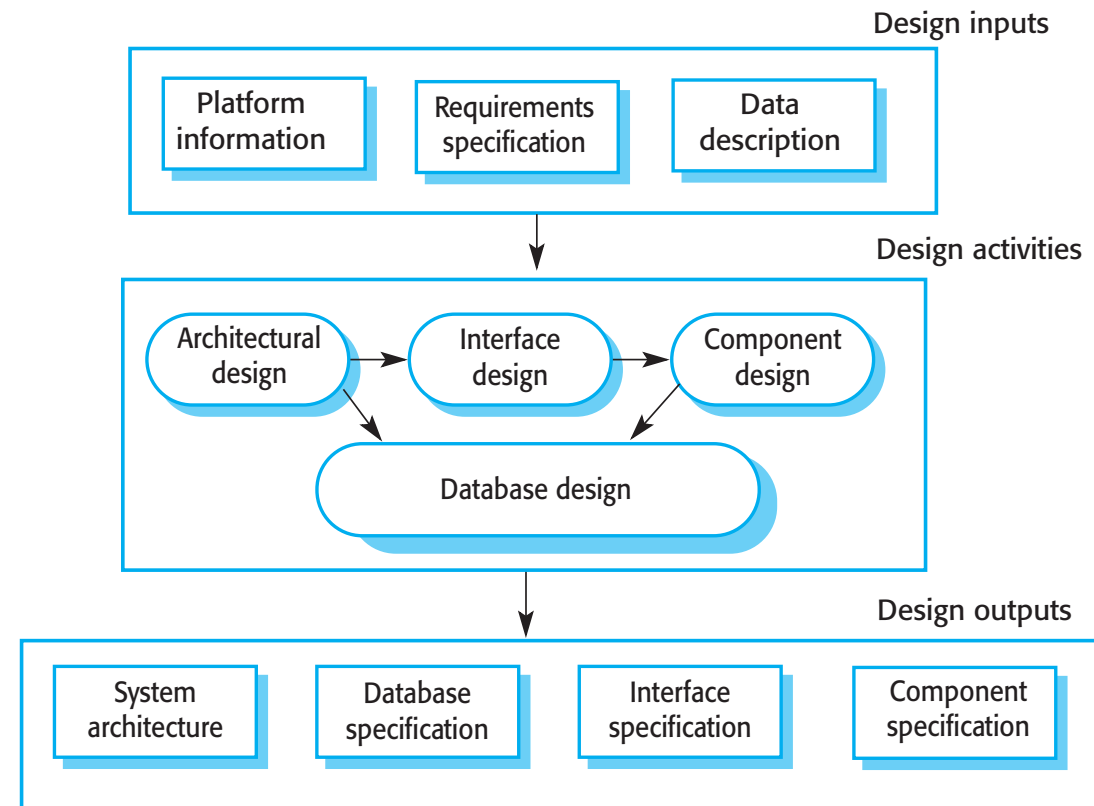 Design inputs
Platform
information
Requirements
specification
Data
description
Design activities
Architectural
design
Interface
design
Component
design
Database design
Design outputs
System
architecture
Database
specification
Interface
specification
Component
specification